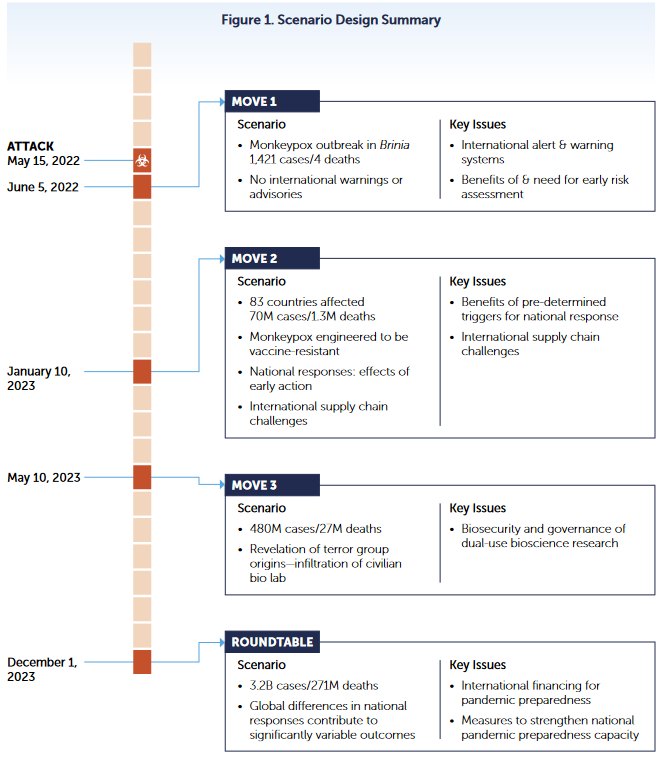 Figure 1. Scenario Design Summary
ATTACK
May 15, 2022
June 5, 2022
MOVE 1
Scenario
• Monkeypox outbreak in Brinia
1,421 cases/4 deaths
• No international warnings or
advisories
Key Issues
• International alert & warning
systems
• Benefits of & need for early risk
assessment
January 10,
2023
MOVE 2
Scenario
• 83 countries affected
70M cases/1.3M deaths
• Monkeypox engineered to be
vaccine-resistant
• National responses: effects of
early action
• International supply chain
challenges
Key Issues
• Benefits of pre-determined
triggers for national response
• International supply chain
challenges
May 10, 2023
MOVE 3
Scenario
• 480M cases/27M deaths
• Revelation of terror group
origins—infiltration of civilian
bio lab
Key Issues
• Biosecurity and governance of
dual-use bioscience research
December 1,
2023
ROUNDTABLE
Scenario
• 3.2B cases/271M deaths
• Global differences in national
responses contribute to
significantly variable outcomes
Key Issues
• International financing for
pandemic preparedness
• Measures to strengthen national
pandemic preparedness capacity